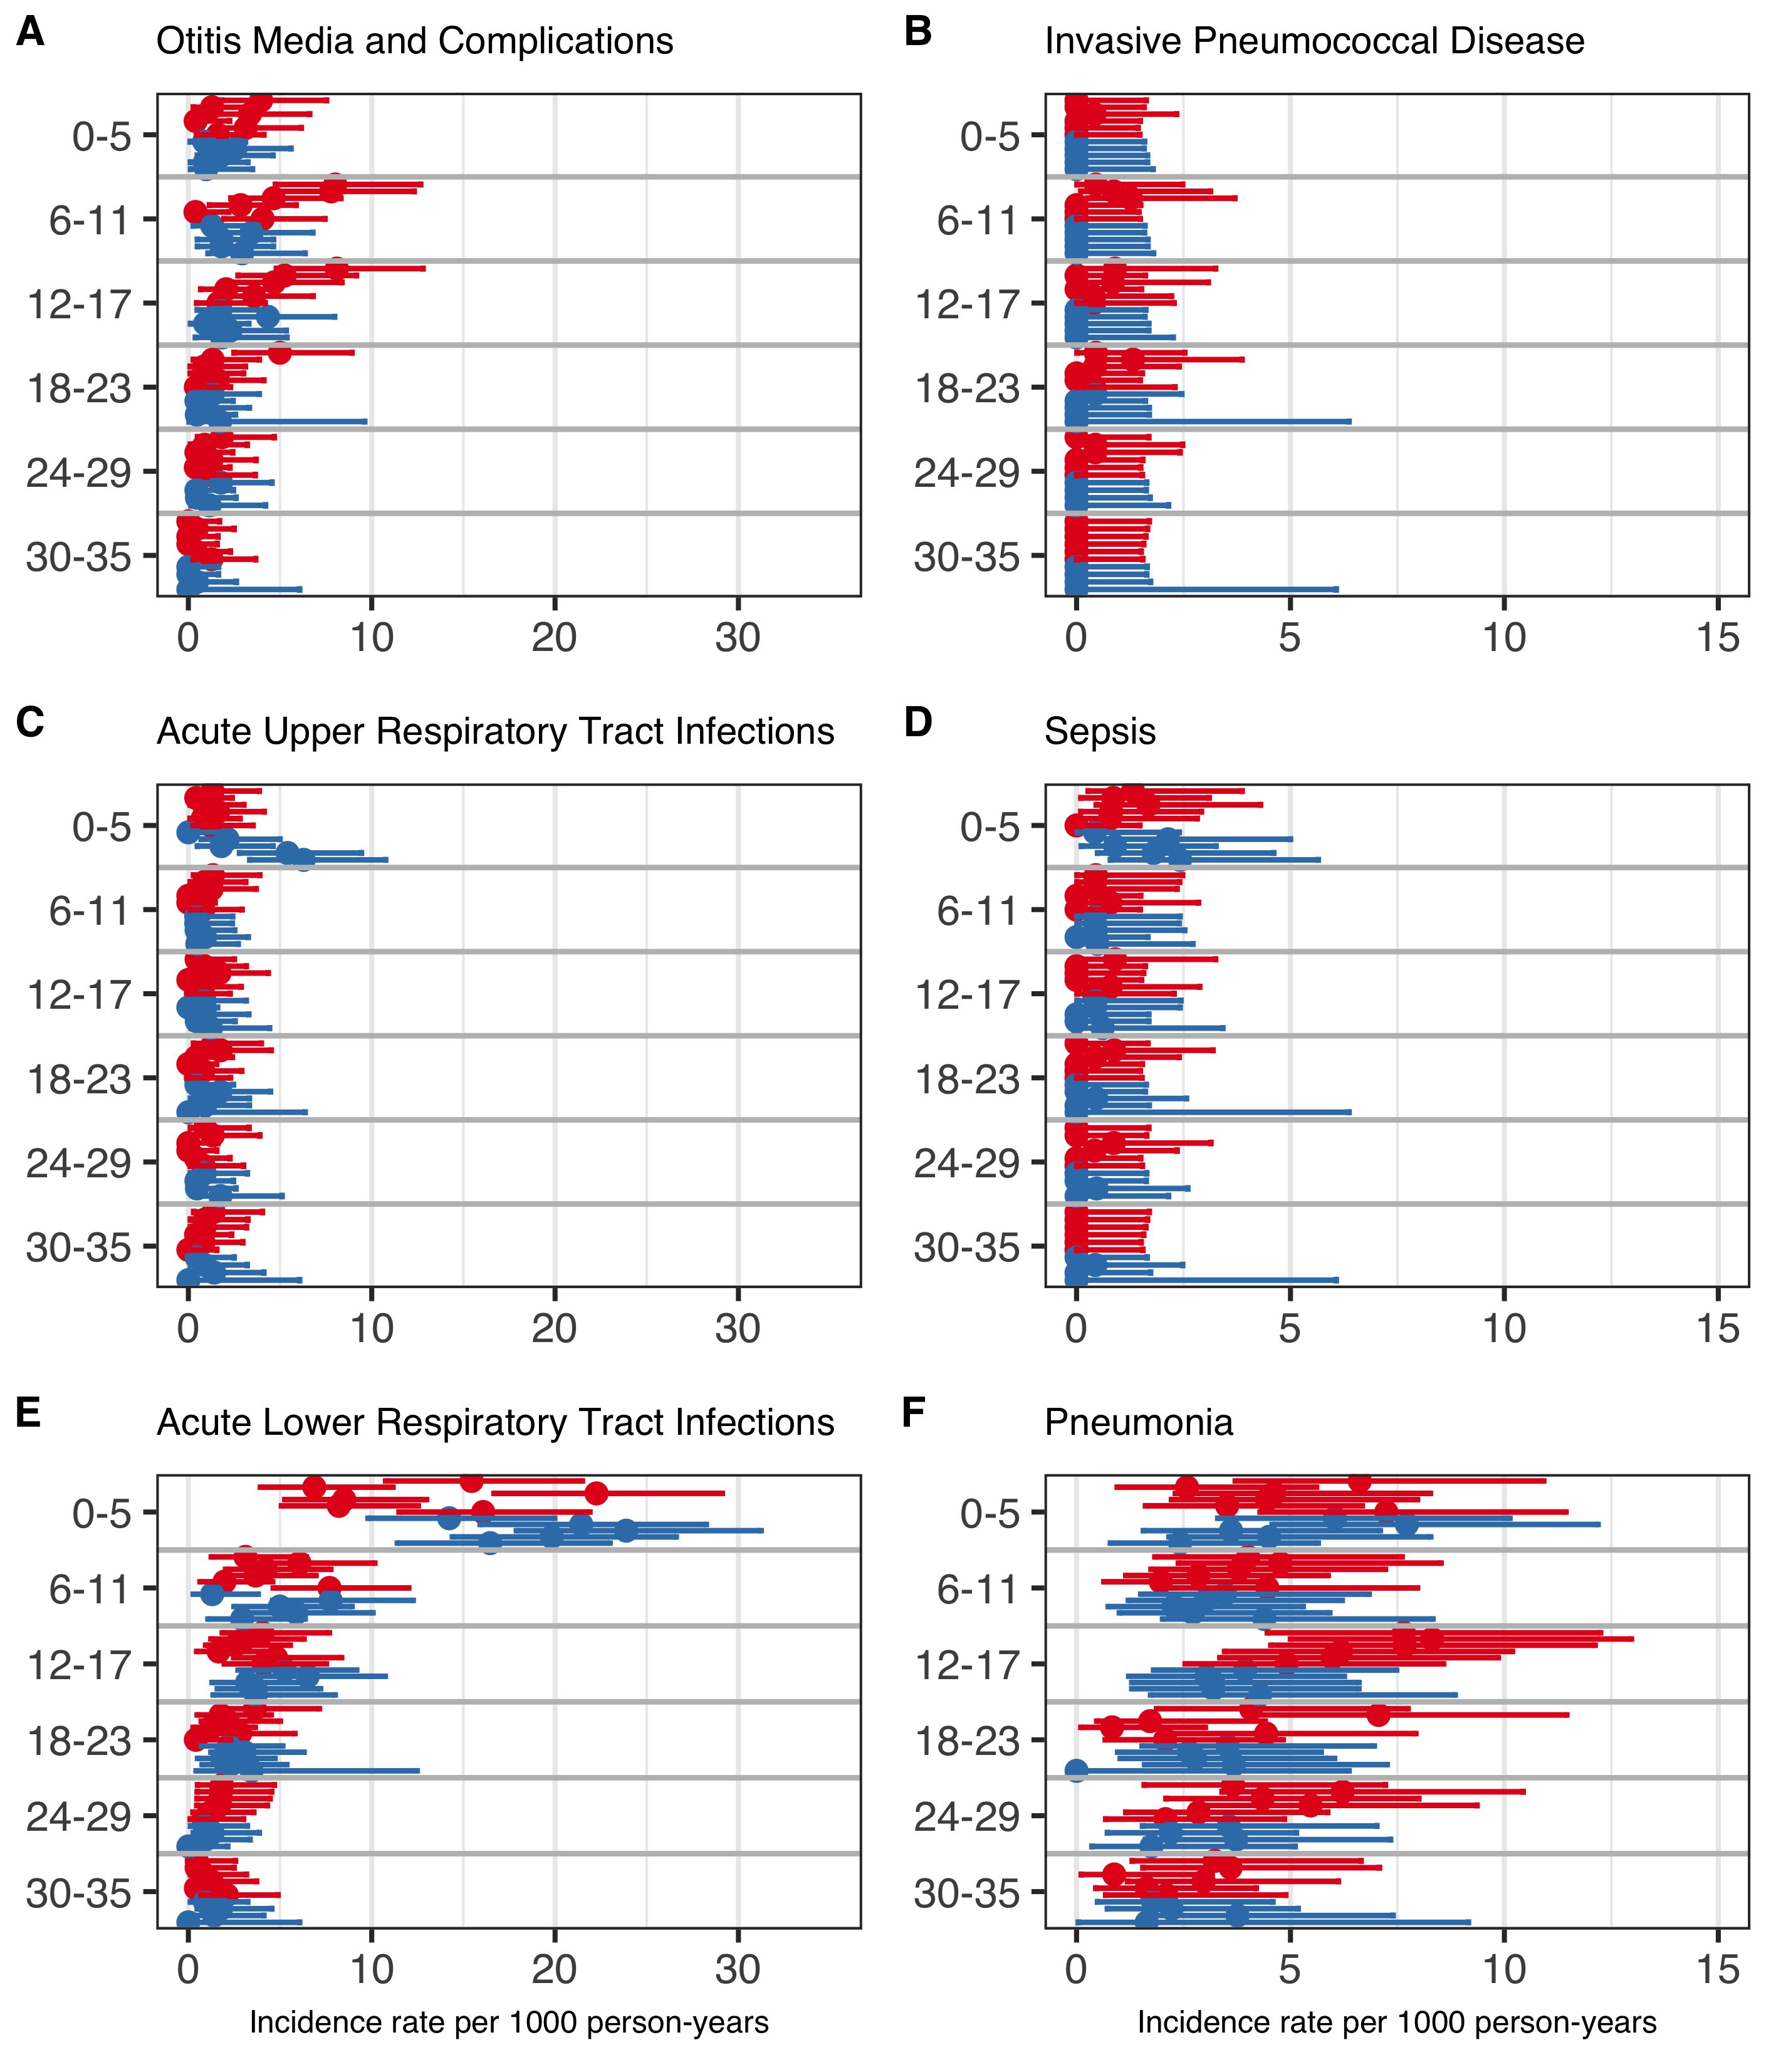 A Otitis Media and Complications
0-5
6-11
12-17
18-23
24-29
30-35
0 10 20 30
B Invasive Pneumococcal Disease
0-5
6-11
12-17
18-23
24-29
30-35
0 5 10 15
C Acute Upper Respiratory Tract Infections
0-5
6-11
12-17
18-23
24-29
30-35
0 10 20 30
D Sepsis
0-5
6-11
12-17
18-23
24-29
30-35
0 5 10 15
E Acute Lower Respiratory Tract Infections
0-5
6-11
12-17
18-23
24-29
30-35
0 10 20 30
Incidence rate per 1000 person-years
F Pneumonia
0-5
6-11
12-17
18-23
24-29
30-35
0 5 10 15
Incidence rate per 1000 person-years